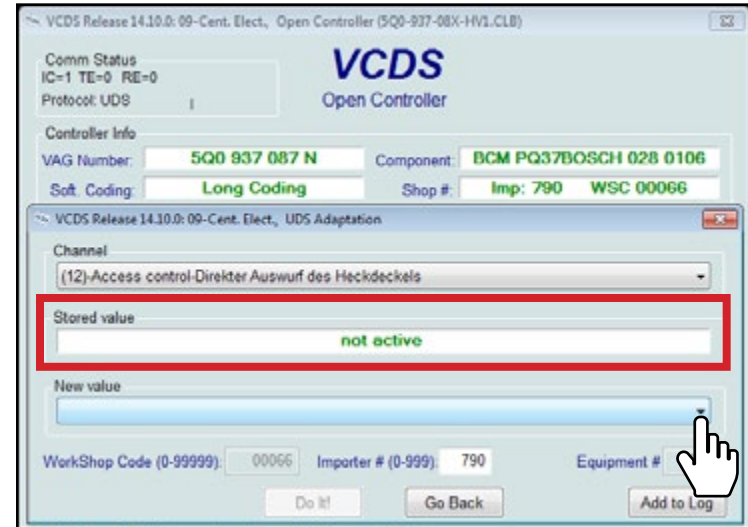 VCDS Release 14.10.0: 09-Cent. Elect., Open Controller (5Q0-937-08X-HV1.CLB)
Comm Status
IC=1 TE=0 RE=0
Protocol: UDS
VCDS
Open Controller
Controller Info
VAG Number: 5Q0 937 087 N Component: BCM PQ37BOSCH 028 0106
Soft. Coding: Long Coding Shop #: Imp: 790 WSC 00066
VCDS Release 14.10.0: 09-Cent. Elect., UDS Adaptation
Channel
(12)-Access control-Direkter Auswurf des Heckdeckels
Stored value
not active
New value
WorkShop Code (0-99999): 00066 Importer # (0-999): 790 Equipment #
Do It! Go Back Add to Log